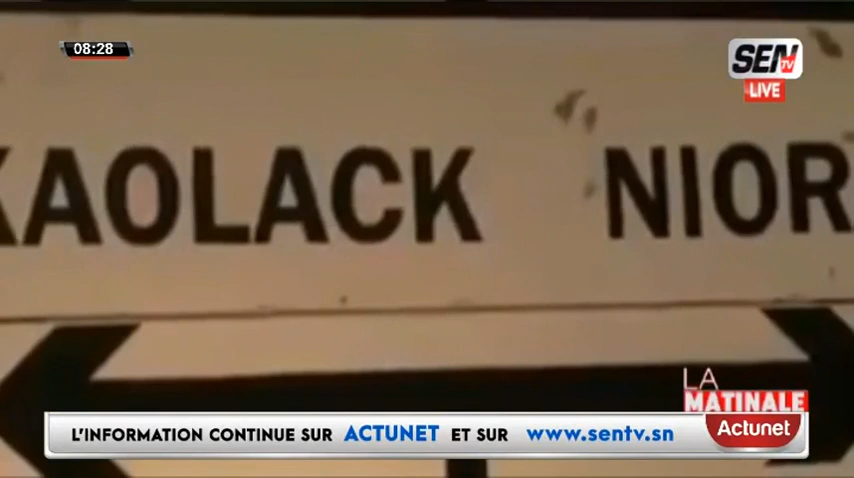 08:28
SEN TV
LIVE
KAOLACK NIOR
LA
MATINALE
L'INFORMATION CONTINUE SUR ACTUNET ET SUR www.sentv.sn
Actunet